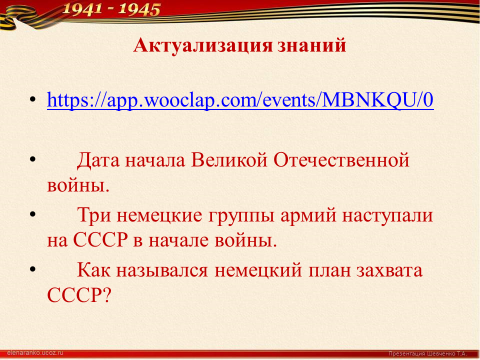 1941 - 1945
Актуализация знаний
• https://app.wooclap.com/events/MBNKQU/0
• Дата начала Великой Отечественной
войны.
• Три немецкие группы армий наступали
на СССР в начале войны.
• Как назывался немецкий план захвата
СССР?
elenaranko.ucoz.ru
Презентация Шевченко Т.А.